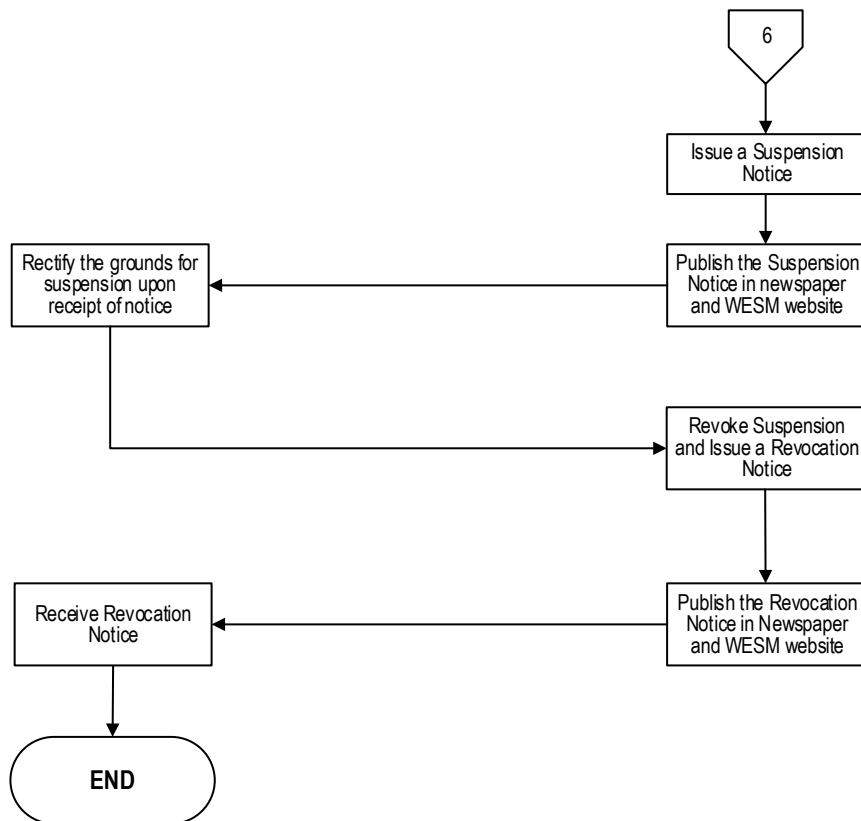 6
Issue a Suspension
Notice
Publish the Suspension
Notice in newspaper
and WESM website
Rectify the grounds for
suspension upon
receipt of notice
Revoke Suspension
and Issue a Revocation
Notice
Publish the Revocation
Notice in Newspaper
and WESM website
Receive Revocation
Notice
END